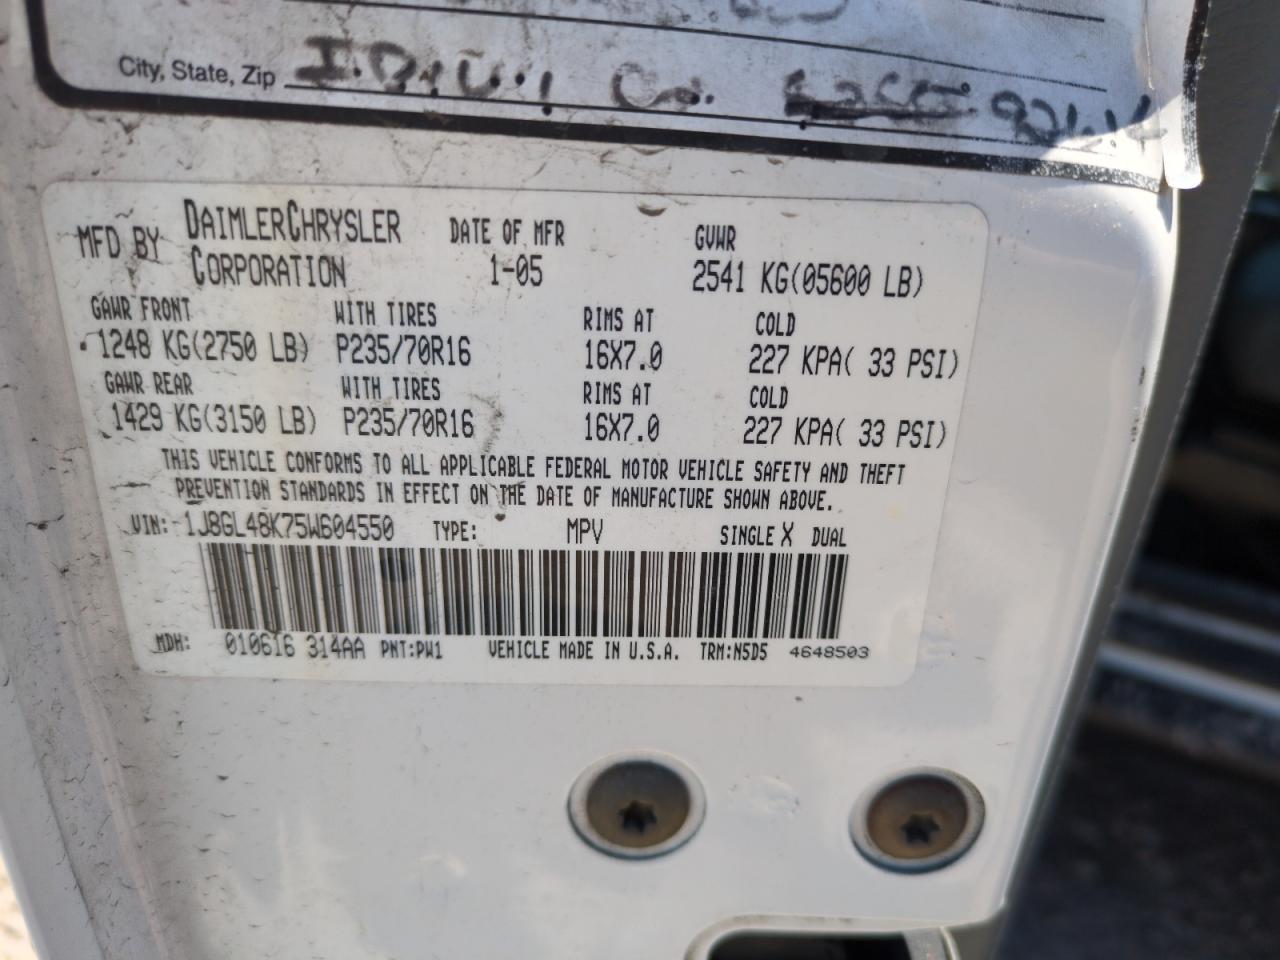 City, State, Zip
MFD BY DAIMLERCHRYSLER CORPORATION DATE OF MFR 1-05 GVWR 2541 KG(05600 LB)
GAWR FRONT WITH TIRES RIMS AT COLD
1248 KG(2750 LB) P235/70R16 16X7.0 227 KPA( 33 PSI)
GAWR REAR WITH TIRES RIMS AT COLD
1429 KG(3150 LB) P235/70R16 16X7.0 227 KPA( 33 PSI)
THIS VEHICLE CONFORMS TO ALL APPLICABLE FEDERAL MOTOR VEHICLE SAFETY AND THEFT
PREVENTION STANDARDS IN EFFECT ON THE DATE OF MANUFACTURE SHOWN ABOVE.
VIN: 1J8GL48K75W604550 TYPE: MPV SINGLE X DUAL
MDH: 010616 314AA PNT:PW1 VEHICLE MADE IN U.S.A. TRM:N5D5 4648503